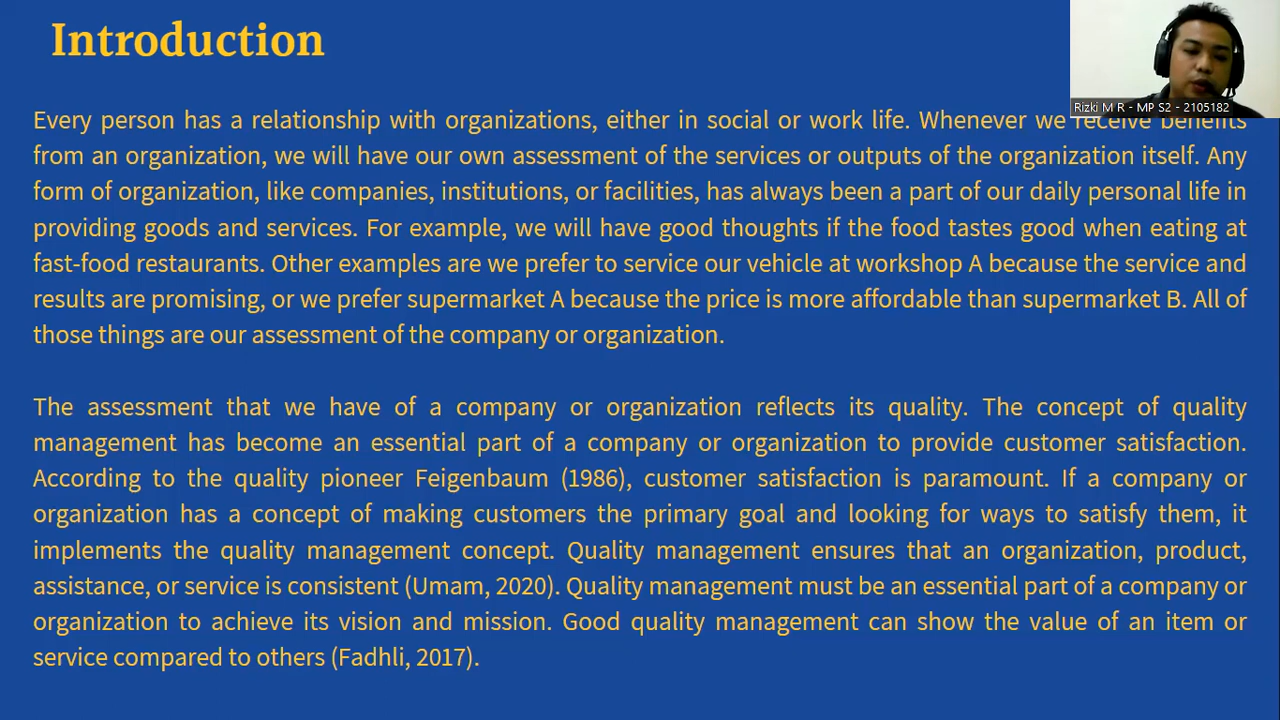 Introduction
Rizki M R - MP S2 - 2105182
Every person has a relationship with organizations, either in social or work life. Whenever we receive benefits
from an organization, we will have our own assessment of the services or outputs of the organization itself. Any
form of organization, like companies, institutions, or facilities, has always been a part of our daily personal life in
providing goods and services. For example, we will have good thoughts if the food tastes good when eating at
fast-food restaurants. Other examples are we prefer to service our vehicle at workshop A because the service and
results are promising, or we prefer supermarket A because the price is more affordable than supermarket B. All of
those things are our assessment of the company or organization.
The assessment that we have of a company or organization reflects its quality. The concept of quality
management has become an essential part of a company or organization to provide customer satisfaction.
According to the quality pioneer Feigenbaum (1986), customer satisfaction is paramount. If a company or
organization has a concept of making customers the primary goal and looking for ways to satisfy them, it
implements the quality management concept. Quality management ensures that an organization, product,
assistance, or service is consistent (Umam, 2020). Quality management must be an essential part of a company or
organization to achieve its vision and mission. Good quality management can show the value of an item or
service compared to others (Fadhli, 2017).